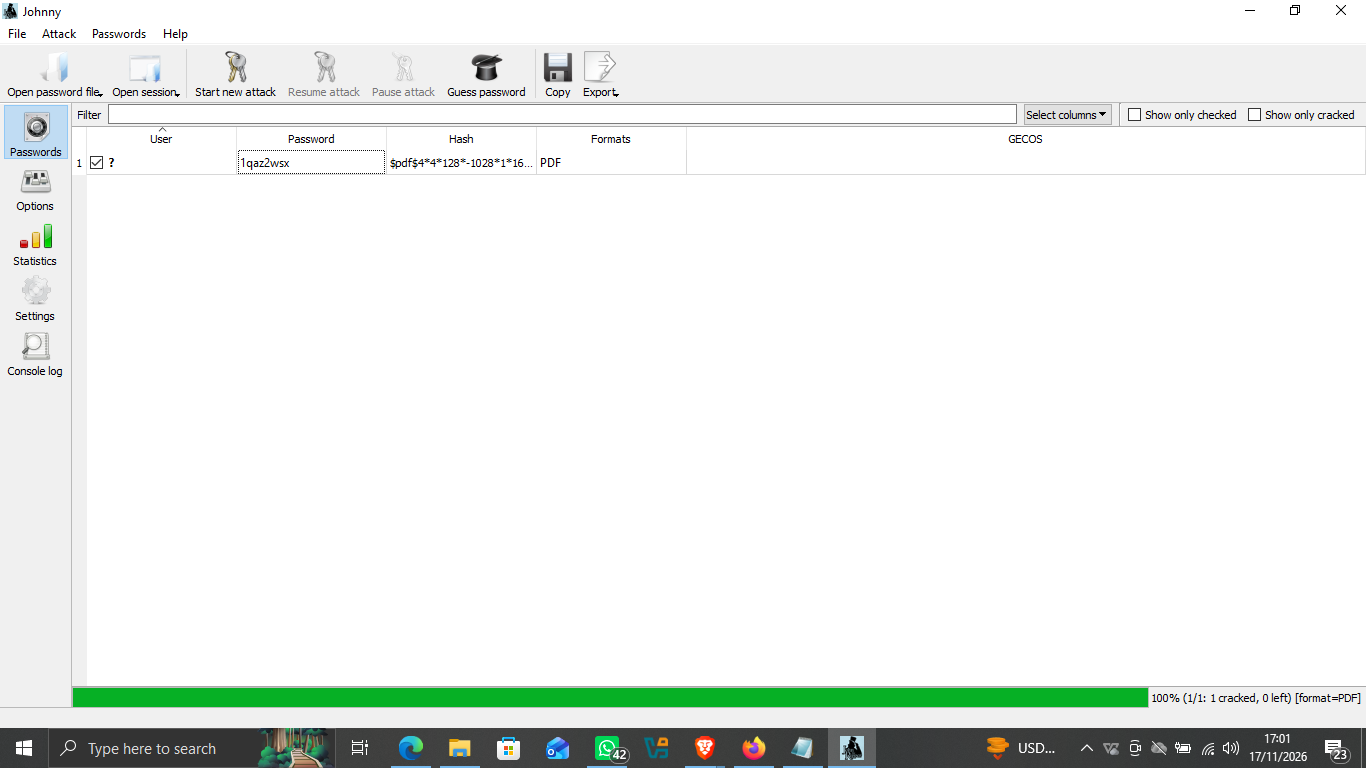 Johnny
File Attack Passwords Help
Open password file Open session Start new attack Resume attack Pause attack Guess password Copy Export
Passwords
Options
Statistics
Settings
Console log
Filter Select columns Show only checked Show only cracked
User Password Hash Formats GECOS
1 ? 1qaz2wsx $pdf$4*4*128*-1028*1*16... PDF
100% (1/1: 1 cracked, 0 left) [format=PDF]
Type here to search 42 USD... 17:01
17/11/2026 23